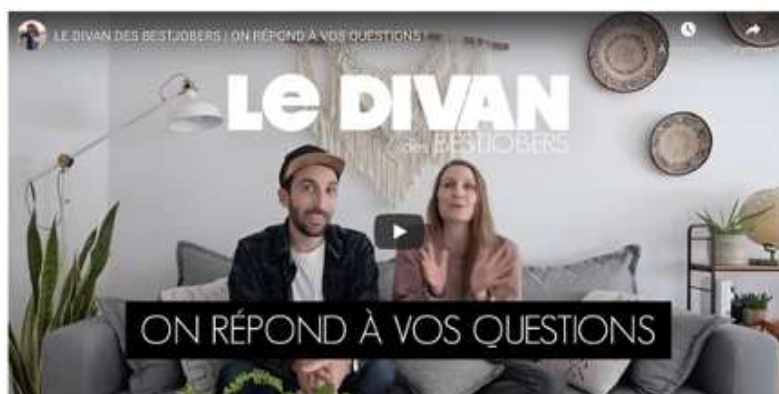 LE DIVAN DES BESTJOBERS | ON RÉPOND À VOS QUESTIONS !
LE DIVAN
des BESTJOBERS
ON RÉPOND À VOS QUESTIONS